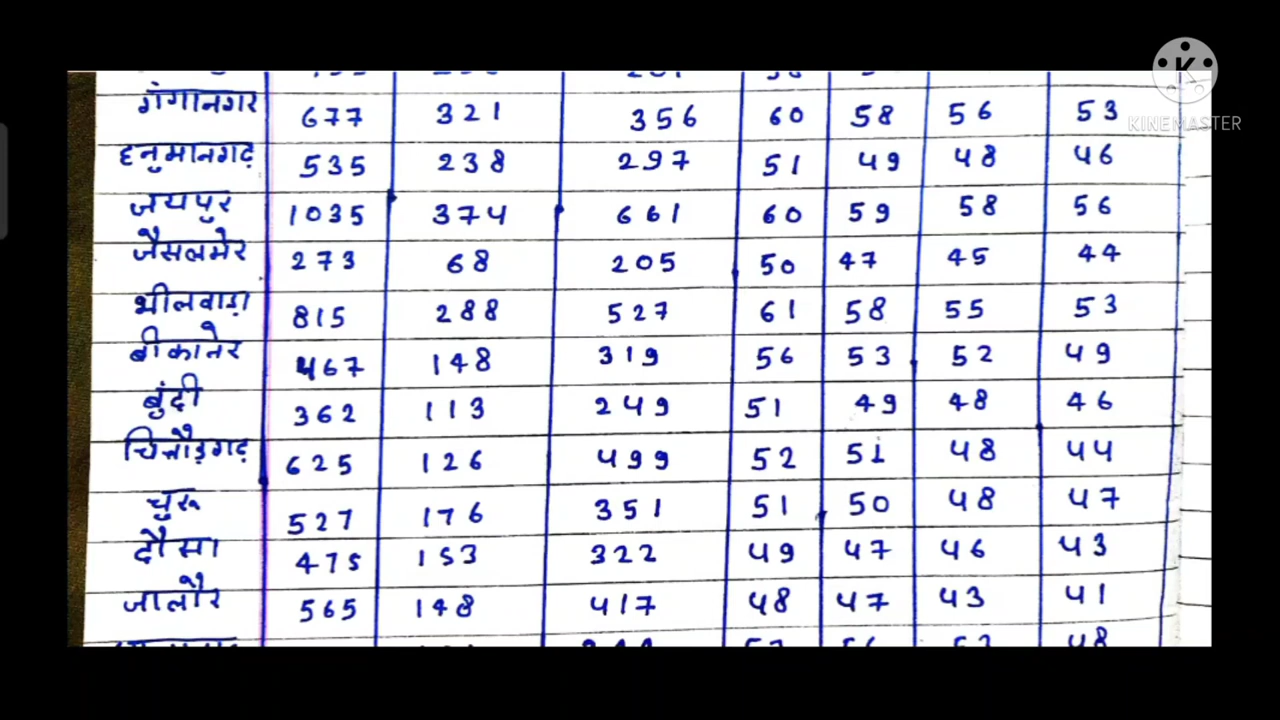 गंगानगर 677 321 356 60 58 56 53
हनुमानगढ़ 535 238 297 51 49 48 46
जयपुर 1035 374 661 60 59 58 56
जैसलमेर 273 68 205 50 47 45 44
भीलवाड़ा 815 288 527 61 58 55 53
बीकानेर 467 148 319 56 53 52 49
बुंदी 362 113 249 51 49 48 46
चित्तौड़गढ़ 625 126 499 52 51 48 44
चुरू 527 176 351 51 50 48 47
दौसा 475 153 322 49 47 46 43
जालौर 565 148 417 48 47 43 41
K
KINEMASTER